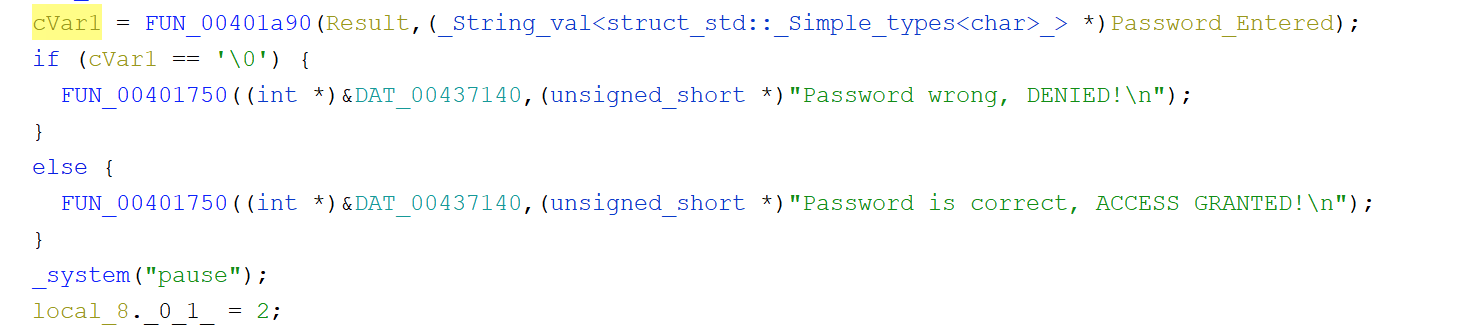 cVar1 = FUN_00401a90(Result,(_String_val<struct_std::_Simple_types<char>_> *)Password_Entered);
if (cVar1 == '\0') {
FUN_00401750((int *)&DAT_00437140,(unsigned_short *)"Password wrong, DENIED!\n");
}
else {
FUN_00401750((int *)&DAT_00437140,(unsigned_short *)"Password is correct, ACCESS GRANTED!\n");
}
_system("pause");
local_8._0_1_ = 2;